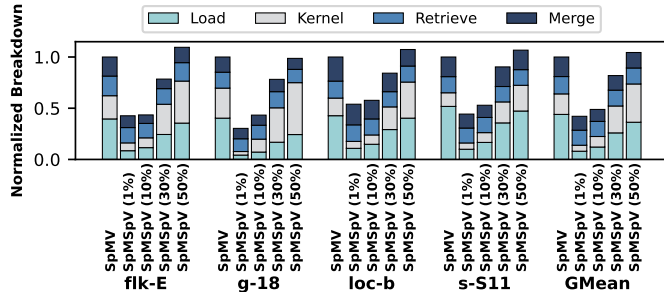 Load Kernel Retrieve Merge
Normalized Breakdown
1.0
0.5
0.0
SpMV SpMSpV (1%) SpMSpV (10%) SpMSpV (30%) SpMSpV (50%) SpMV SpMSpV (1%) SpMSpV (10%) SpMSpV (30%) SpMSpV (50%) SpMV SpMSpV (1%) SpMSpV (10%) SpMSpV (30%) SpMSpV (50%) SpMV SpMSpV (1%) SpMSpV (10%) SpMSpV (30%) SpMSpV (50%) SpMV SpMSpV (1%) SpMSpV (10%) SpMSpV (30%) SpMSpV (50%)
flk-E g-18 loc-b s-S11 GMean